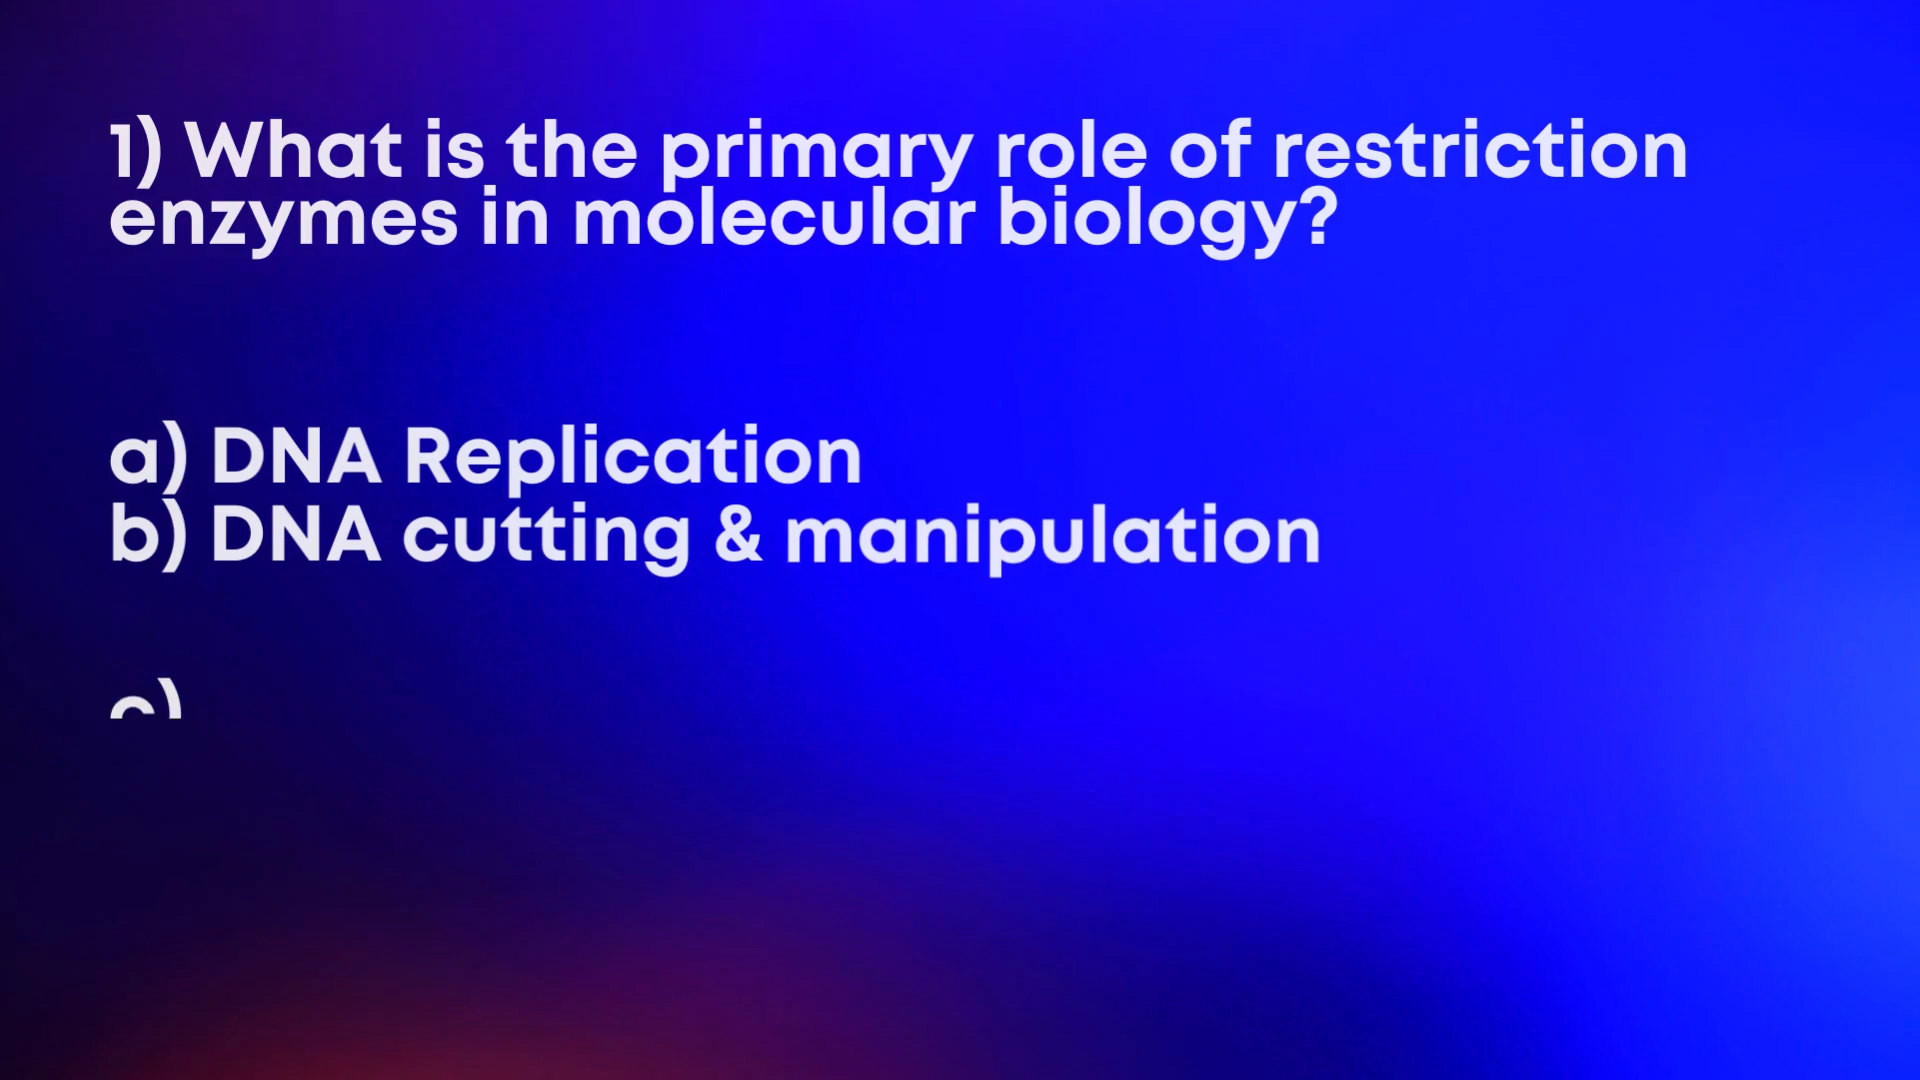 1) What is the primary role of restriction
enzymes in molecular biology?
a) DNA Replication
b) DNA cutting & manipulation
c)